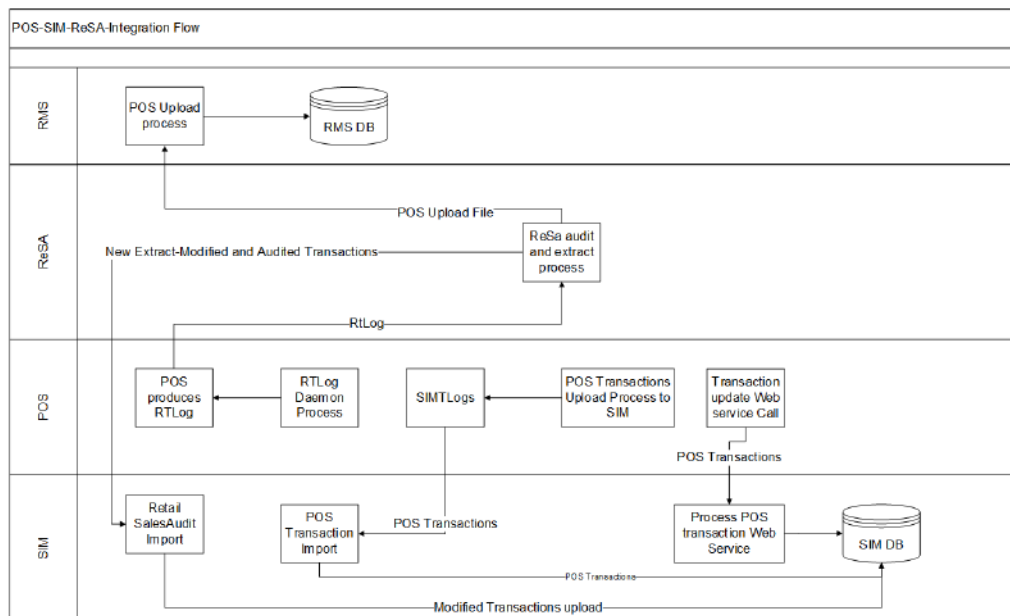 POS-SIM-ReSA-Integration Flow
RMS
POS Upload
process
RMS DB
ReSA
POS Upload File
New Extract-Modified and Audited Transactions
ReSa audit
and extract
process
RtLog
POS
POS
produces
RTLog
RTLog
Daemon
Process
SIMTLogs
POS Transactions
Upload Process to
SIM
Transaction
update Web
service Call
POS Transactions
SIM
Retail
SalesAudit
Import
POS
Transaction
Import
POS Transactions
Process POS
transaction Web
Service
SIM DB
POS Transactions
Modified Transactions upload